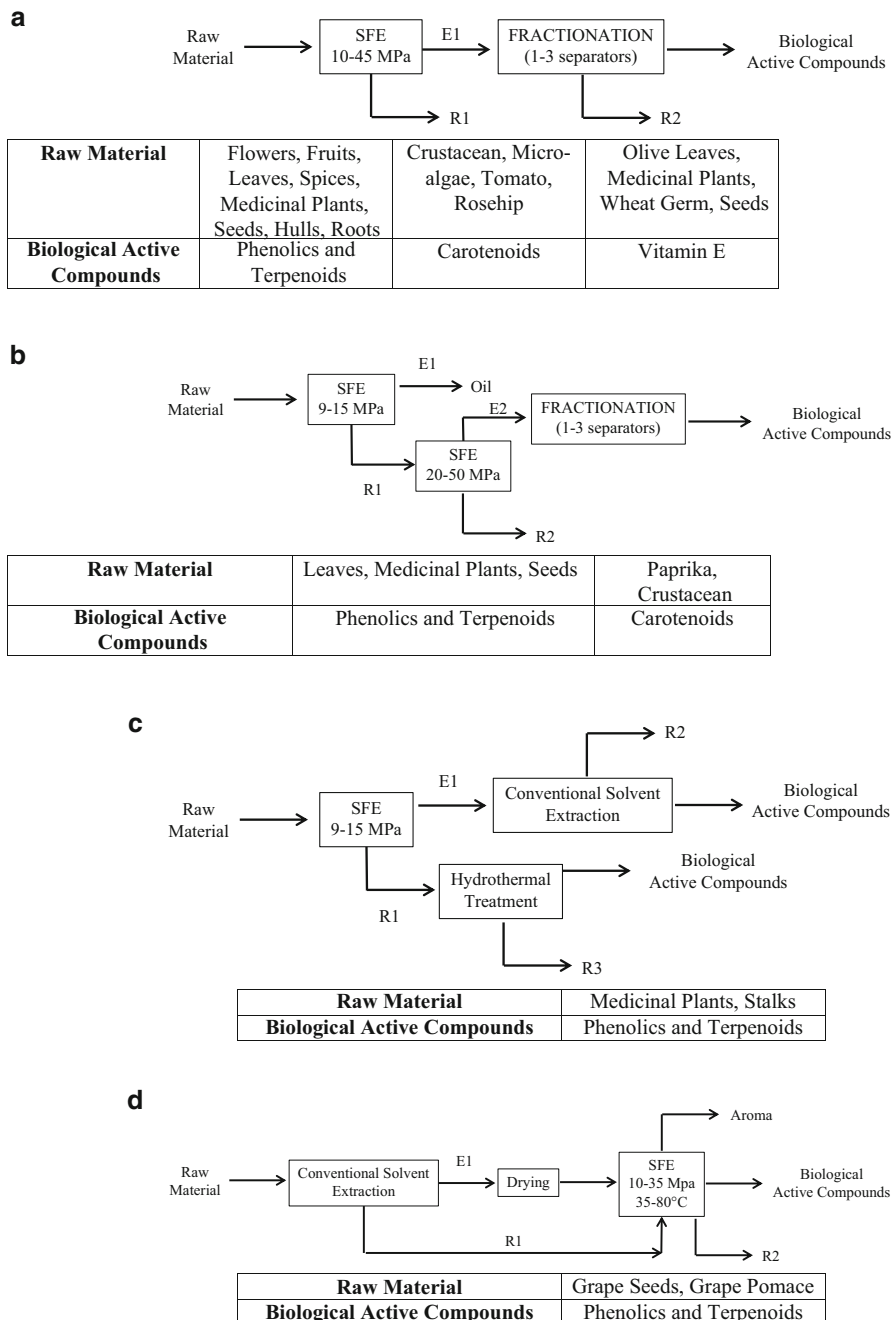 a
Raw
Material
SFE
10-45 MPa
E1
FRACTIONATION
(1-3 separators)
Biological
Active Compounds
R1
R2
Raw Material
Flowers, Fruits,
Leaves, Spices,
Medicinal Plants,
Seeds, Hulls, Roots
Crustacean, Micro-
algae, Tomato,
Rosehip
Olive Leaves,
Medicinal Plants,
Wheat Germ, Seeds
Biological Active
Compounds
Phenolics and
Terpenoids
Carotenoids
Vitamin E
b
Raw
Material
SFE
9-15 MPa
E1
Oil
E2
FRACTIONATION
(1-3 separators)
Biological
Active Compounds
R1
SFE
20-50 MPa
R2
Raw Material
Leaves, Medicinal Plants, Seeds
Paprika,
Crustacean
Biological Active
Compounds
Phenolics and Terpenoids
Carotenoids
c
R2
Raw
Material
SFE
9-15 MPa
E1
Conventional Solvent
Extraction
Biological
Active Compounds
R1
Hydrothermal
Treatment
Biological
Active Compounds
R3
Raw Material
Medicinal Plants, Stalks
Biological Active Compounds
Phenolics and Terpenoids
d
Aroma
Raw
Material
Conventional Solvent
Extraction
E1
Drying
SFE
10-35 Mpa
35-80°C
Biological
Active Compounds
R1
R2
Raw Material
Grape Seeds, Grape Pomace
Biological Active Compounds
Phenolics and Terpenoids